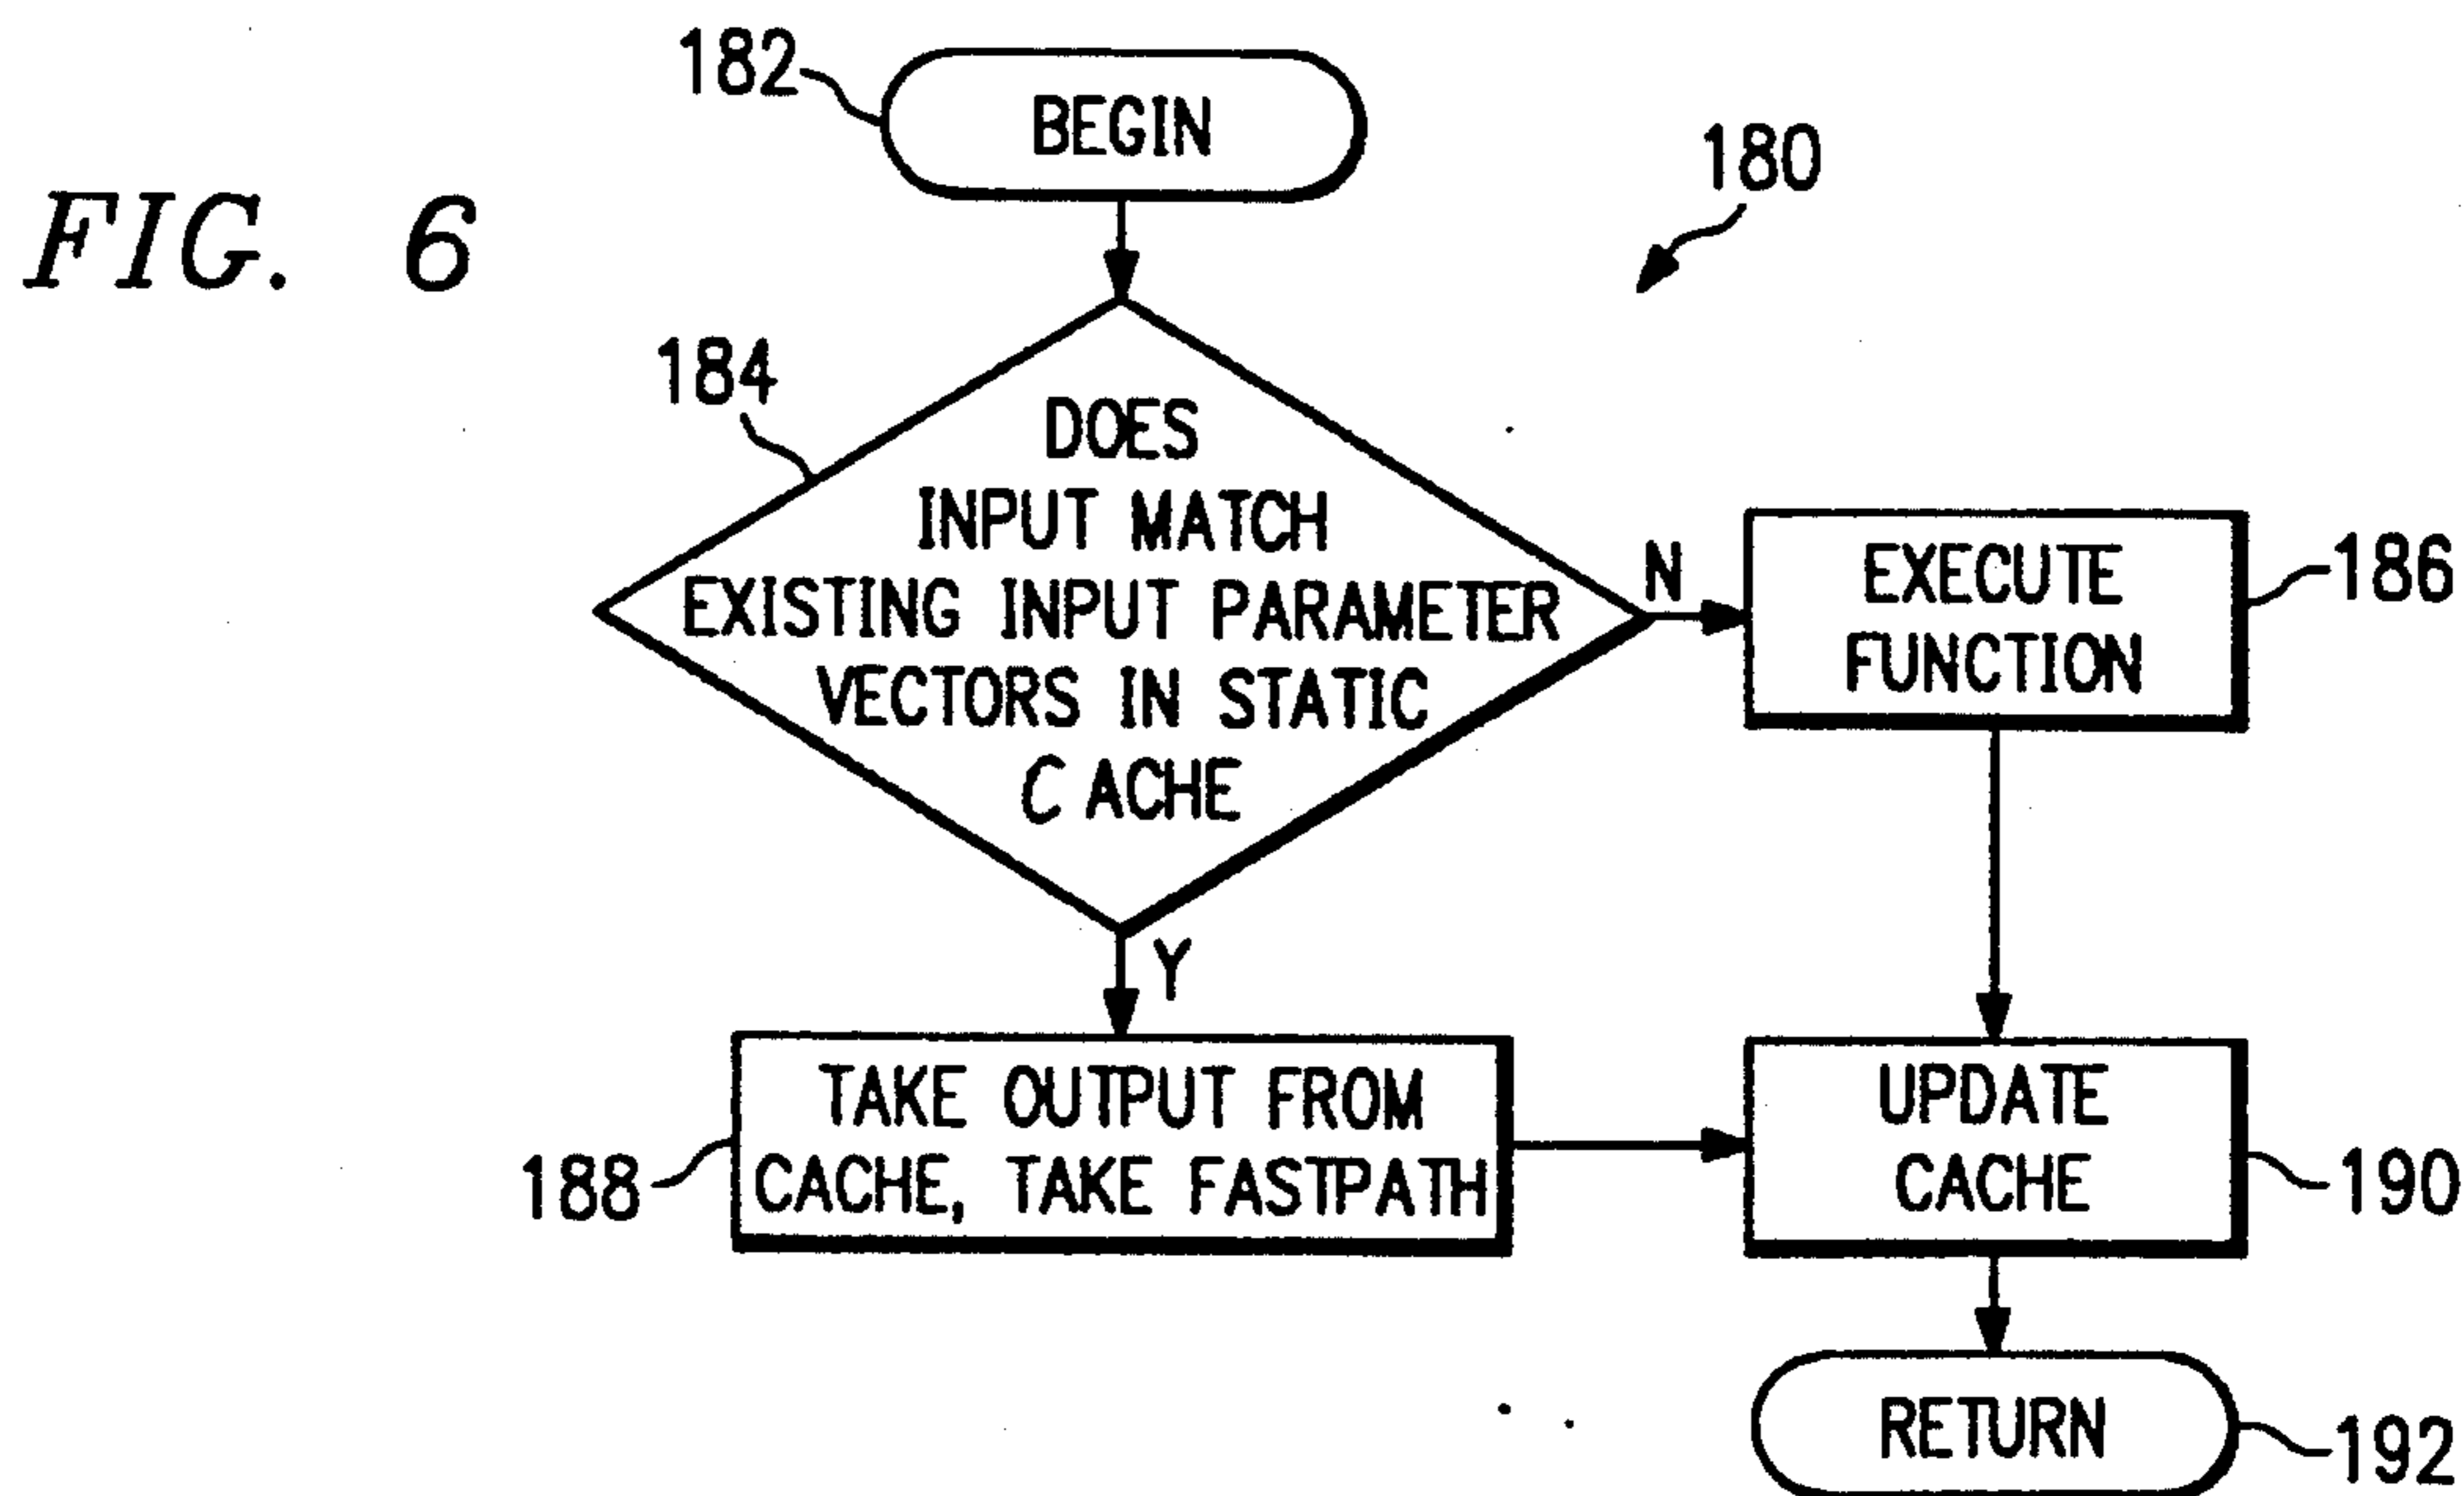 182
BEGIN
180
FIG. 6
184
DOES
INPUT MATCH
EXISTING INPUT PARAMETER
VECTORS IN STATIC
C ACHE
N
EXECUTE
FUNCTION
186
Y
TAKE OUTPUT FROM
CACHE, TAKE FASTPATH
188
UPDATE
CACHE
190
RETURN
192